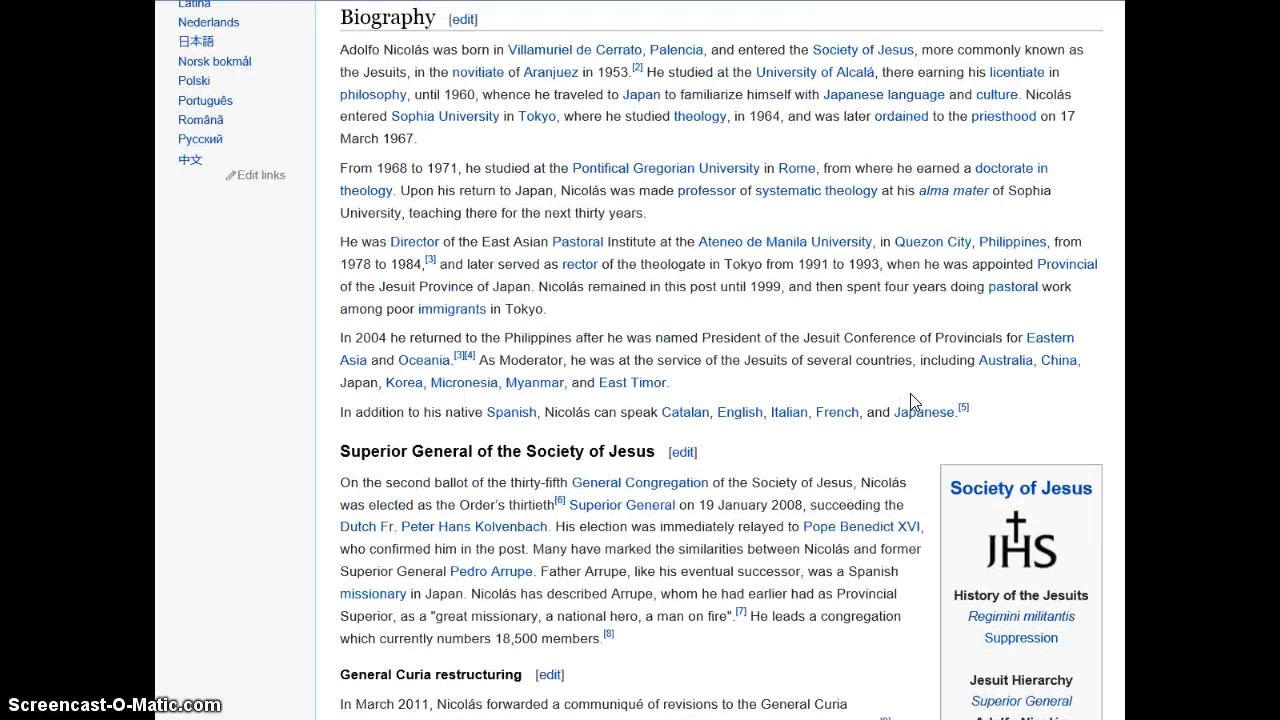 Latina
Nederlands
日本語
Norsk bokmål
Polski
Português
Română
Русский
中文
Edit links
Biography [edit]
Adolfo Nicolás was born in Villamuriel de Cerrato, Palencia, and entered the Society of Jesus, more commonly known as
the Jesuits, in the novitiate of Aranjuez in 1953.[2] He studied at the University of Alcalá, there earning his licentiate in
philosophy, until 1960, whence he traveled to Japan to familiarize himself with Japanese language and culture. Nicolás
entered Sophia University in Tokyo, where he studied theology, in 1964, and was later ordained to the priesthood on 17
March 1967.
From 1968 to 1971, he studied at the Pontifical Gregorian University in Rome, from where he earned a doctorate in
theology. Upon his return to Japan, Nicolás was made professor of systematic theology at his alma mater of Sophia
University, teaching there for the next thirty years.
He was Director of the East Asian Pastoral Institute at the Ateneo de Manila University, in Quezon City, Philippines, from
1978 to 1984,[3] and later served as rector of the theologate in Tokyo from 1991 to 1993, when he was appointed Provincial
of the Jesuit Province of Japan. Nicolás remained in this post until 1999, and then spent four years doing pastoral work
among poor immigrants in Tokyo.
In 2004 he returned to the Philippines after he was named President of the Jesuit Conference of Provincials for Eastern
Asia and Oceania.[3][4] As Moderator, he was at the service of the Jesuits of several countries, including Australia, China,
Japan, Korea, Micronesia, Myanmar, and East Timor.
In addition to his native Spanish, Nicolás can speak Catalan, English, Italian, French, and Japanese.[5]
Superior General of the Society of Jesus [edit]
On the second ballot of the thirty-fifth General Congregation of the Society of Jesus, Nicolás
was elected as the Order's thirtieth[6] Superior General on 19 January 2008, succeeding the
Dutch Fr. Peter Hans Kolvenbach. His election was immediately relayed to Pope Benedict XVI,
who confirmed him in the post. Many have marked the similarities between Nicolás and former
Superior General Pedro Arrupe. Father Arrupe, like his eventual successor, was a Spanish
missionary in Japan. Nicolás has described Arrupe, whom he had earlier had as Provincial
Superior, as a "great missionary, a national hero, a man on fire".[7] He leads a congregation
which currently numbers 18,500 members.[8]
General Curia restructuring [edit]
In March 2011, Nicolás forwarded a communiqué of revisions to the General Curia
Society of Jesus
JHS
History of the Jesuits
Regimini militantis
Suppression
Jesuit Hierarchy
Superior General
Adolfo Nicolás
Screencast-O-Matic.com